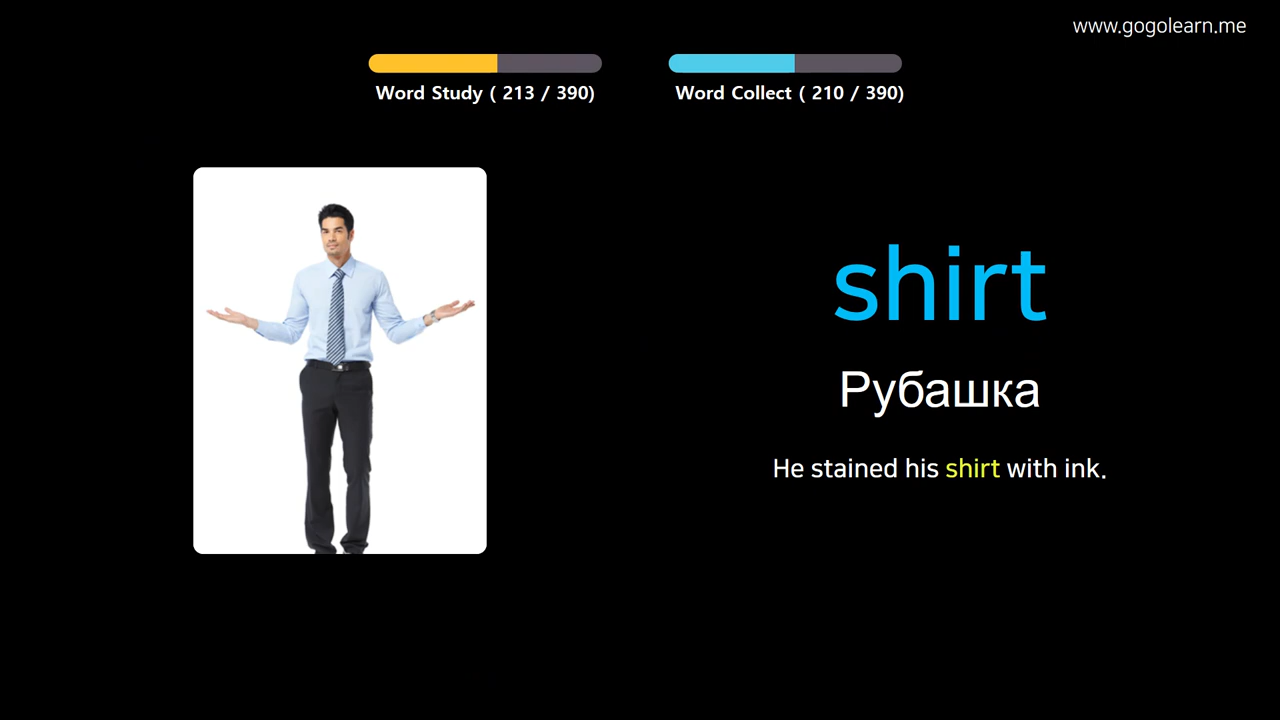 www.gogolearn.me
Word Study ( 213 / 390)
Word Collect ( 210 / 390)
shirt
Рубашка
He stained his shirt with ink.